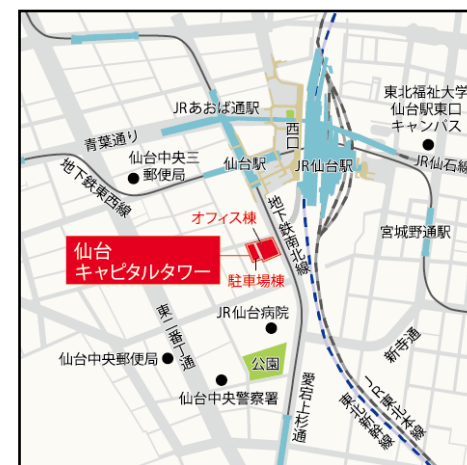 東北福祉大学
仙台駅東口
キャンパス
JRあおば通駅
青葉通り
西口
仙台中央三
郵便局
仙台駅
JR仙台駅
JR仙石線
地下鉄東西線
オフィス棟
地下鉄南北線
宮城野通駅
仙台
キャピタルタワー
駐車場棟
東二番丁通
JR仙台病院
新寺通
仙台中央郵便局
公園
仙台中央警察署
愛宕上杉通
東北新幹線
JR東北本線